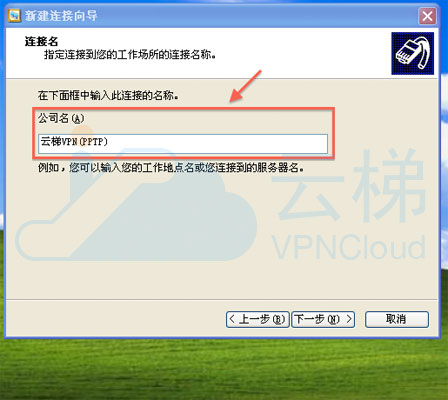 新建连接向导
连接名
指定连接到您的工作场所的连接名称。
在下面框中输入此连接的名称。
公司名(A)
云梯VPN(PPTP)
例如，您可以输入您的工作地点名或您连接到的服务器名。
云梯
VPNCloud
< 上一步(B) 下一步(N) > 取消